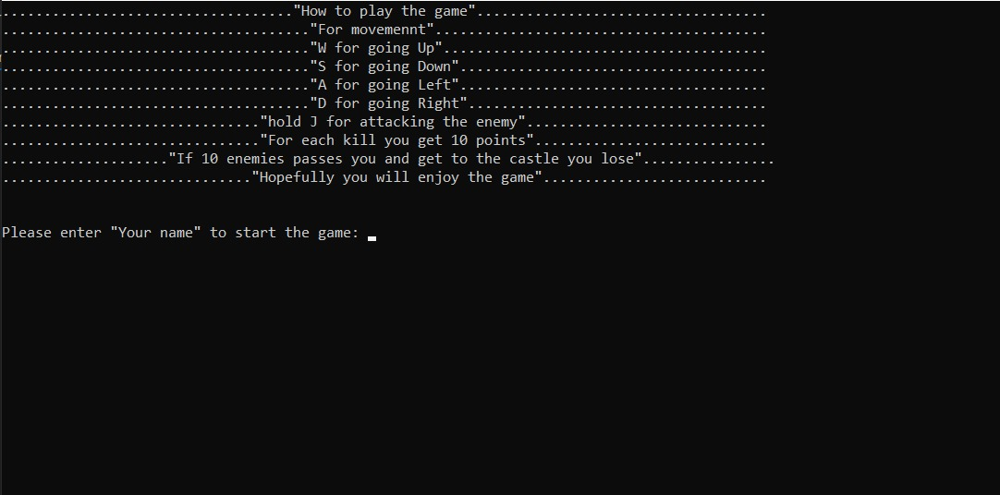 ..................................."How to play the game"...................................
....................................."For movemennt"........................................
....................................."W for going Up".......................................
....................................."S for going Down".....................................
....................................."A for going Left".....................................
....................................."D for going Right"....................................
..............................."hold J for attacking the enemy".............................
..............................."For each kill you get 10 points"............................
...................."If 10 enemies passes you and get to the castle you lose"................
.............................."Hopefully you will enjoy the game"...........................
Please enter "Your name" to start the game: